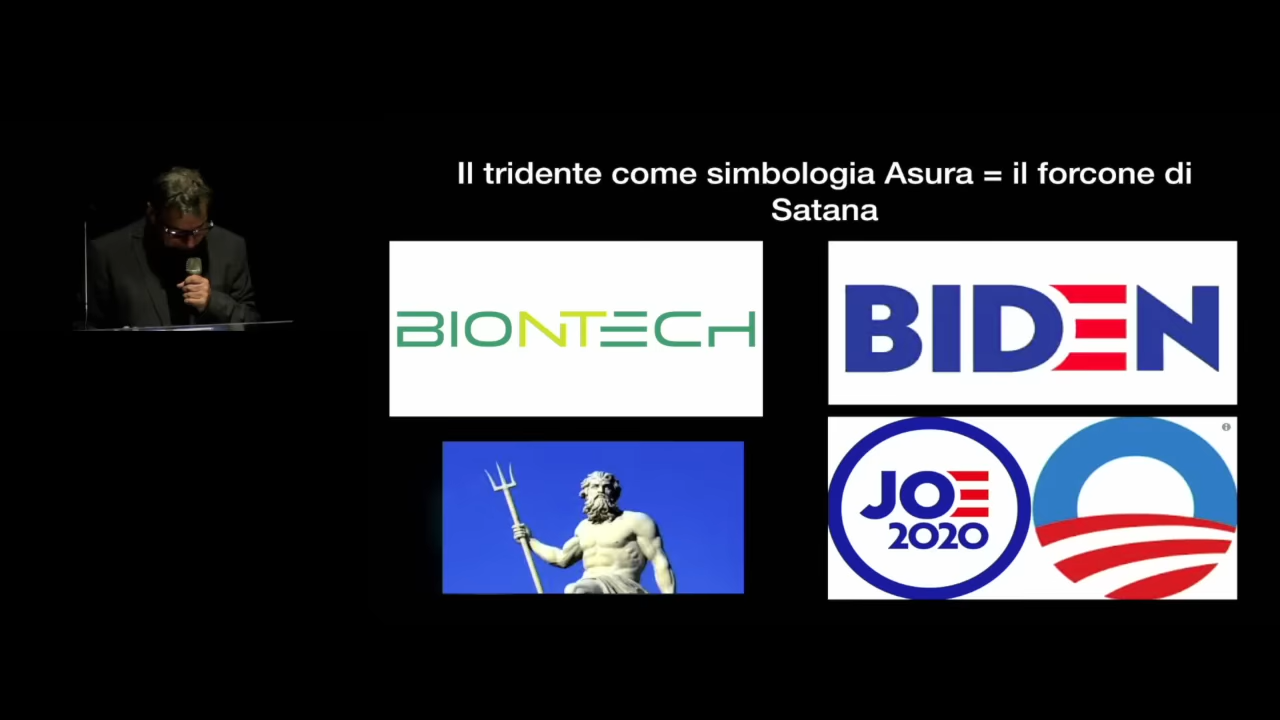 Il tridente come simbologia Asura = il forcone di
Satana
BIONTECH
BIDEN
JOE
2020